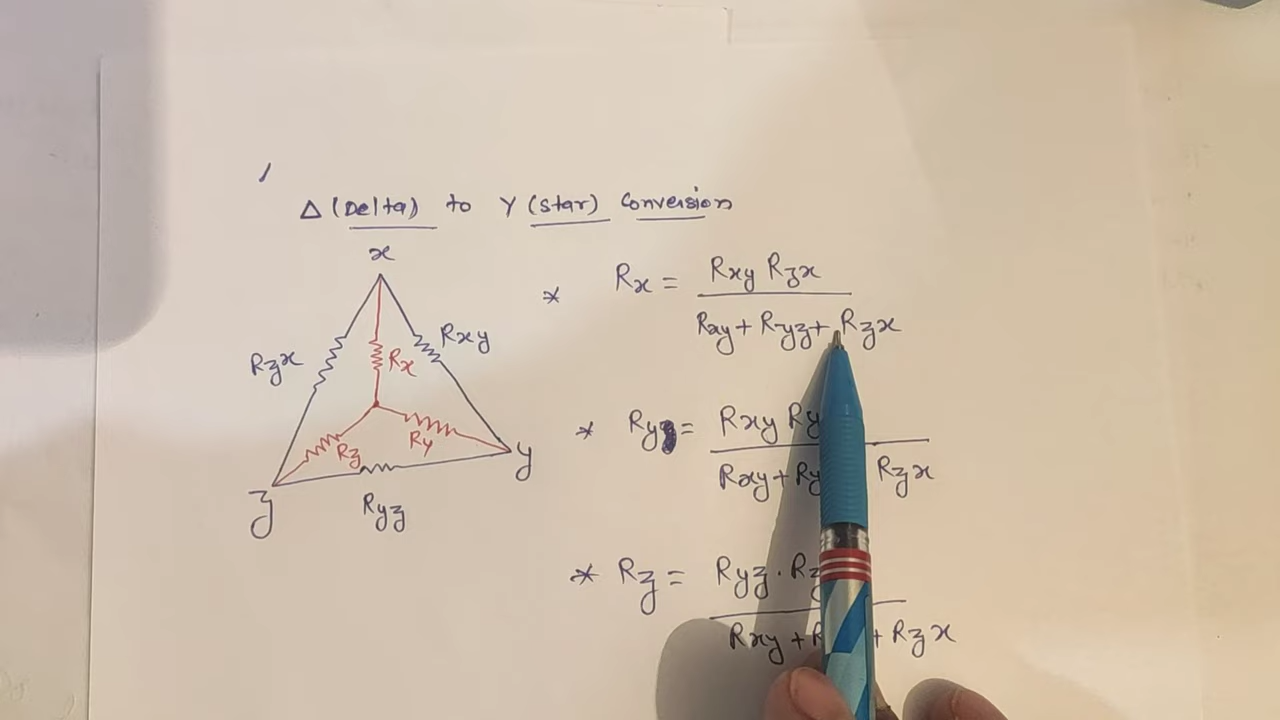 Δ (Delta) to Y (Star) Conversion
x
Rzx
Rxy
Rx
Rz
Ry
z
y
Ryz
* Rx = Rxy Rzx
Rxy + Ryz + Rzx
* Ry = Rxy
Rxy + Rzx
* Rz = Ryz .
Rxy + + Rzx